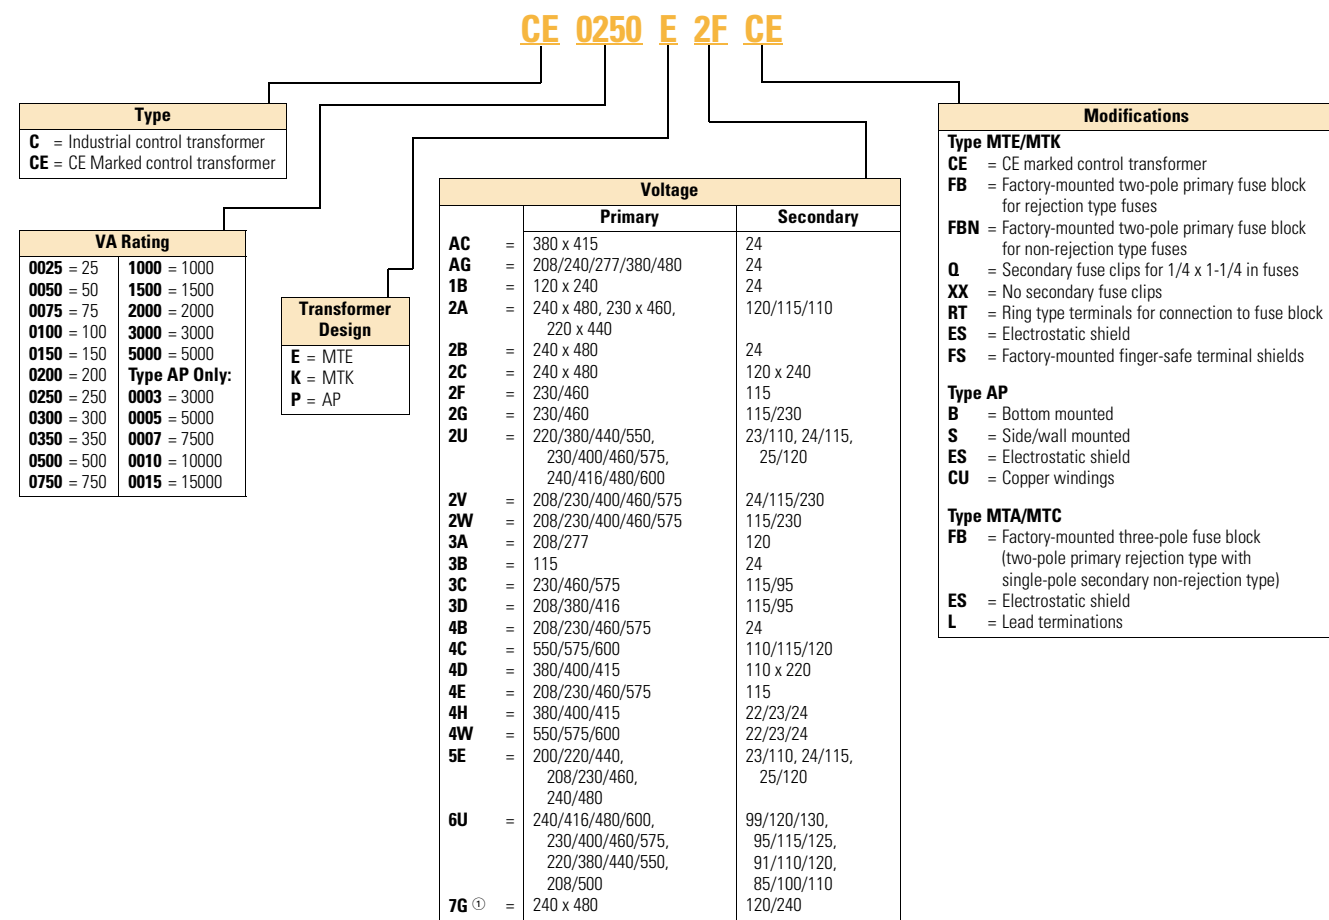 CE 0250 E 2F CE
Type
C = Industrial control transformer
CE = CE Marked control transformer
VA Rating
0025 = 25 1000 = 1000
0050 = 50 1500 = 1500
0075 = 75 2000 = 2000
0100 = 100 3000 = 3000
0150 = 150 5000 = 5000
0200 = 200 Type AP Only:
0250 = 250 0003 = 3000
0300 = 300 0005 = 5000
0350 = 350 0007 = 7500
0500 = 500 0010 = 10000
0750 = 750 0015 = 15000
Transformer
Design
E = MTE
K = MTK
P = AP
Voltage
Primary Secondary
AC = 380 x 415 24
AG = 208/240/277/380/480 24
1B = 120 x 240 24
2A = 240 x 480, 230 x 460, 120/115/110
220 x 440
2B = 240 x 480 24
2C = 240 x 480 120 x 240
2F = 230/460 115
2G = 230/460 115/230
2U = 220/380/440/550, 23/110, 24/115,
230/400/460/575, 25/120
240/416/480/600
2V = 208/230/400/460/575 24/115/230
2W = 208/230/400/460/575 115/230
3A = 208/277 120
3B = 115 24
3C = 230/460/575 115/95
3D = 208/380/416 115/95
4B = 208/230/460/575 24
4C = 550/575/600 110/115/120
4D = 380/400/415 110 x 220
4E = 208/230/460/575 115
4H = 380/400/415 22/23/24
4W = 550/575/600 22/23/24
5E = 200/220/440, 23/110, 24/115,
208/230/460, 25/120
240/480
6U = 240/416/480/600, 99/120/130,
230/400/460/575, 95/115/125,
220/380/440/550, 91/110/120,
208/500 85/100/110
7G ① = 240 x 480 120/240
Modifications
Type MTE/MTK
CE = CE marked control transformer
FB = Factory-mounted two-pole primary fuse block
for rejection type fuses
FBN = Factory-mounted two-pole primary fuse block
for non-rejection type fuses
Q = Secondary fuse clips for 1/4 x 1-1/4 in fuses
XX = No secondary fuse clips
RT = Ring type terminals for connection to fuse block
ES = Electrostatic shield
FS = Factory-mounted finger-safe terminal shields
Type AP
B = Bottom mounted
S = Side/wall mounted
ES = Electrostatic shield
CU = Copper windings
Type MTA/MTC
FB = Factory-mounted three-pole fuse block
(two-pole primary rejection type with
single-pole secondary non-rejection type)
ES = Electrostatic shield
L = Lead terminations